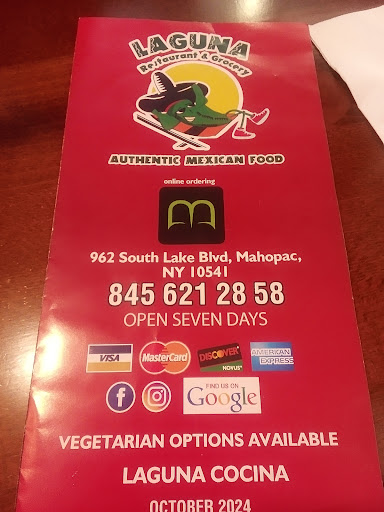 LAGUNA
Restaurant & Grocery
AUTHENTIC MEXICAN FOOD
online ordering
m
962 South Lake Blvd, Mahopac,
NY 10541
845 621 28 58
OPEN SEVEN DAYS
VISA MasterCard DISCOVER NOVUS AMERICAN EXPRESS
f FIND US ON Google
VEGETARIAN OPTIONS AVAILABLE
LAGUNA COCINA
OCTOBER 2024